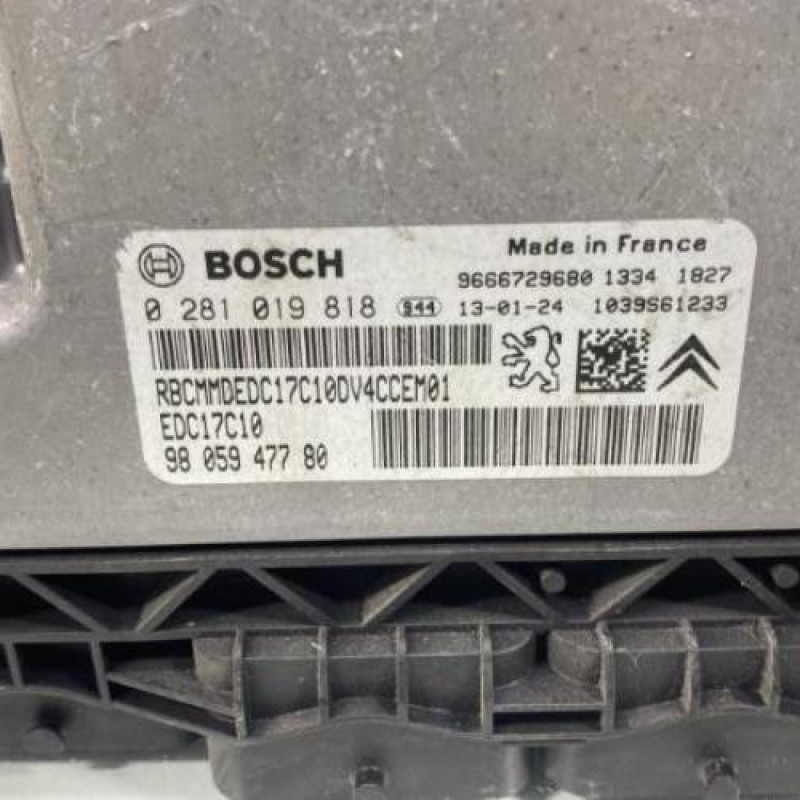 BOSCH
Made in France
9666729680 1334 1827
0 281 019 818 944 13-01-24 1039S61233
RBCMMDEDC17C10DV4CCEM01
EDC17C10
98 059 477 80